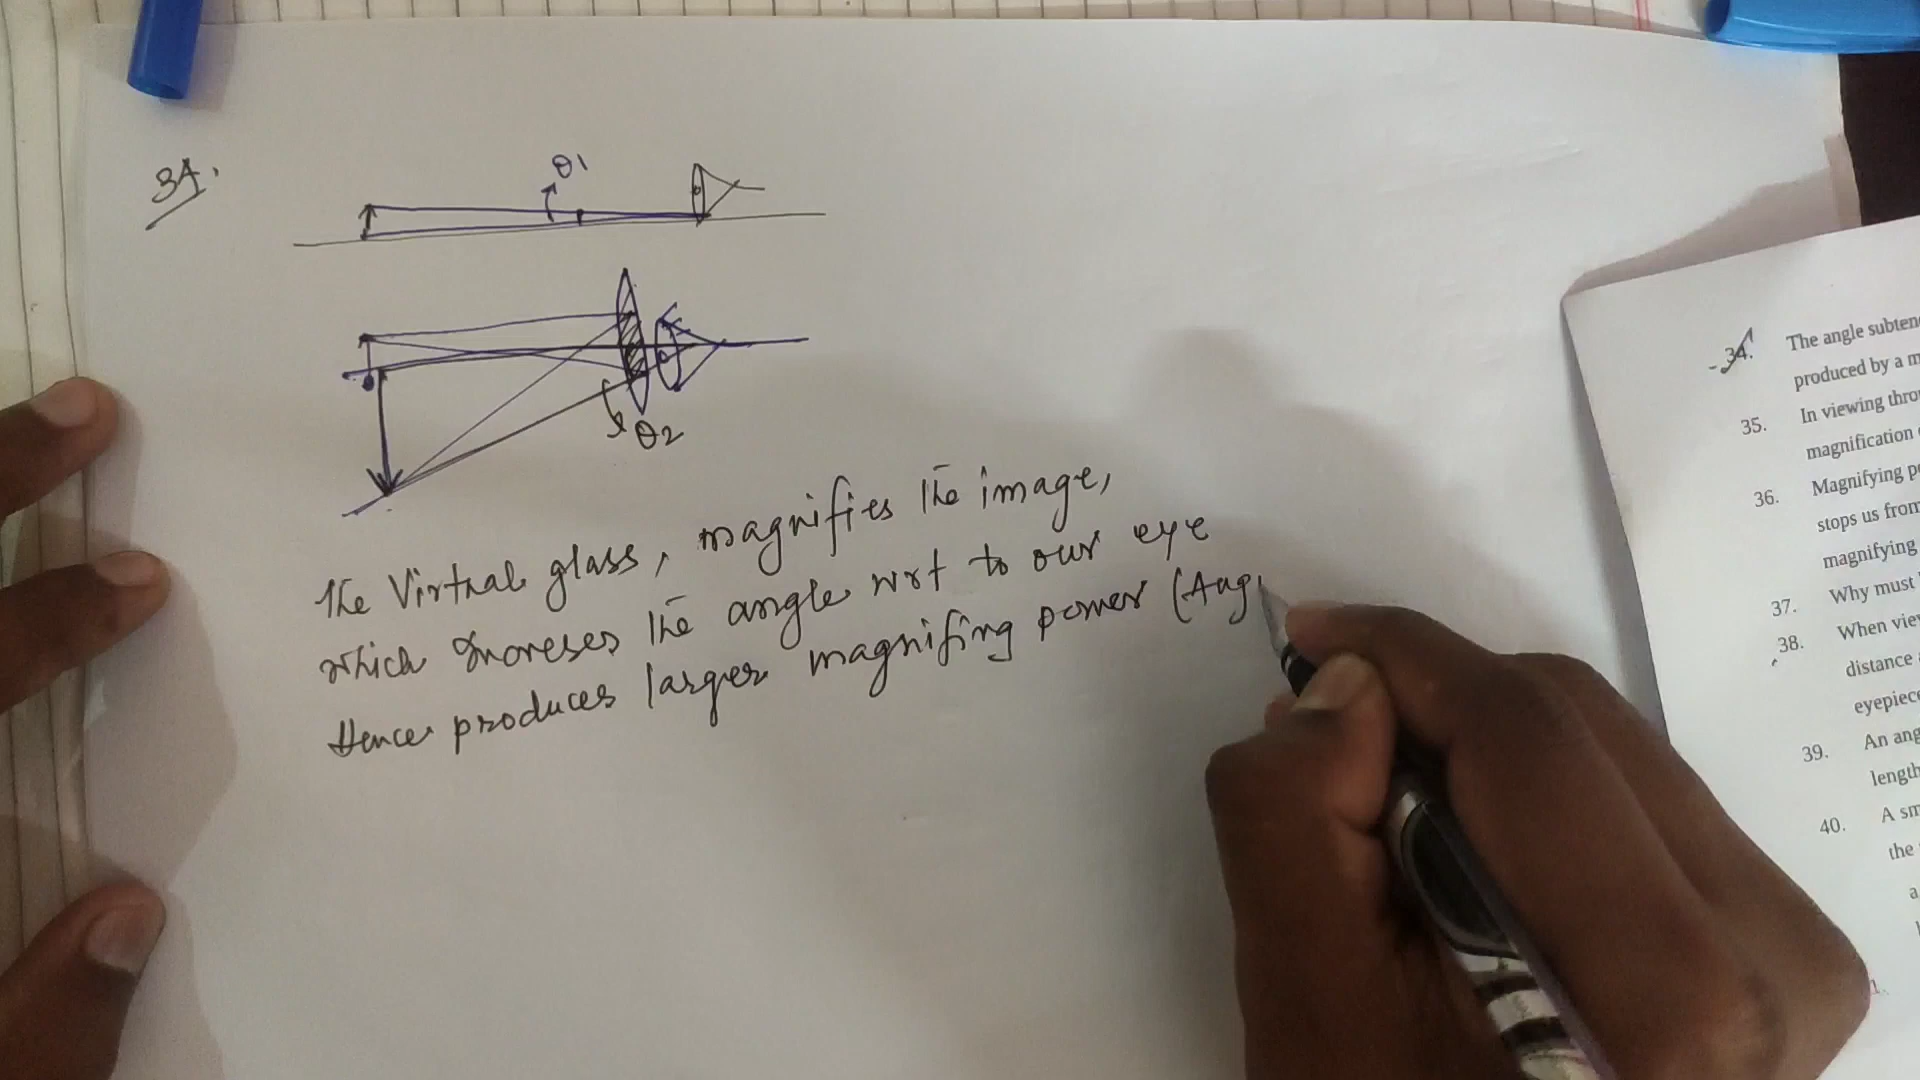 34.
θ1
θ2
The Virtual glass, magnifies the image,
which increses the angle wrt to our eye
Hence produces larger magnifing power (Ang
34. The angle subten
produced by a m
35. In viewing thro
magnification
36. Magnifying p
stops us from
magnifying
37. Why must
38. When vie
distance
eyepiec
39. An ang
length
40. A sm
the
a